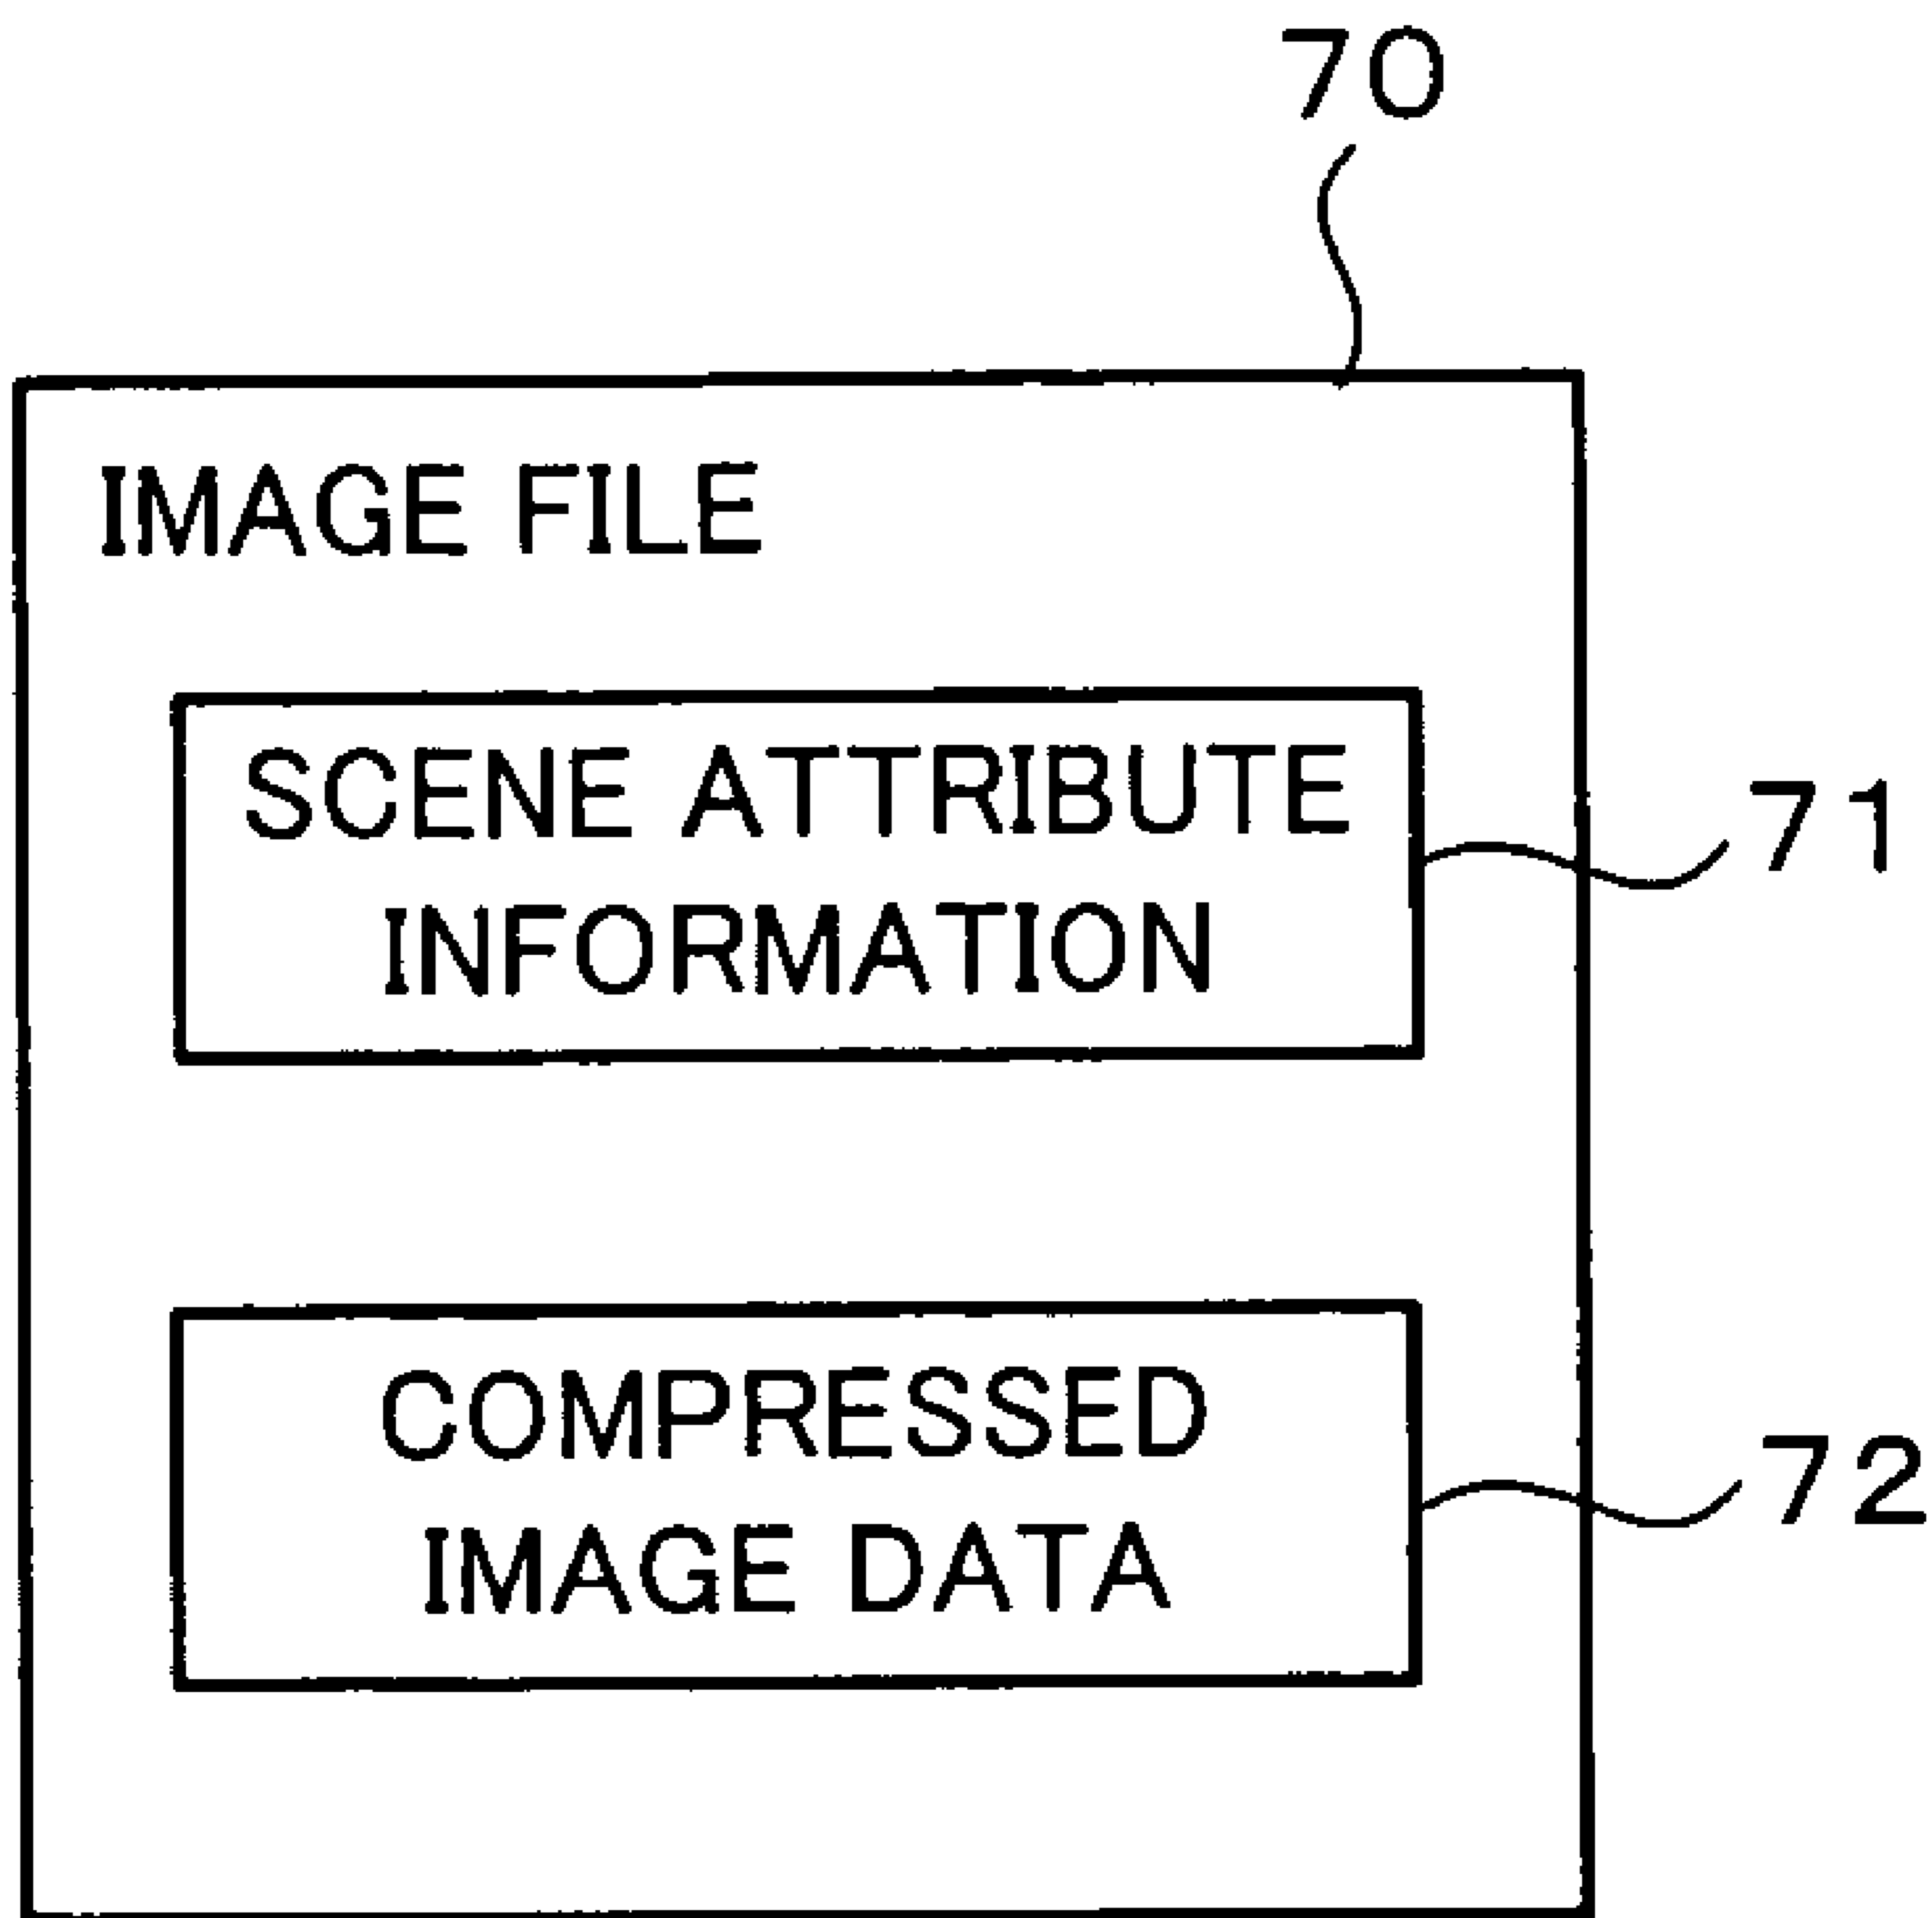 70
IMAGE FILE
SCENE ATTRIBUTE
INFORMATION
71
COMPRESSED
IMAGE DATA
72